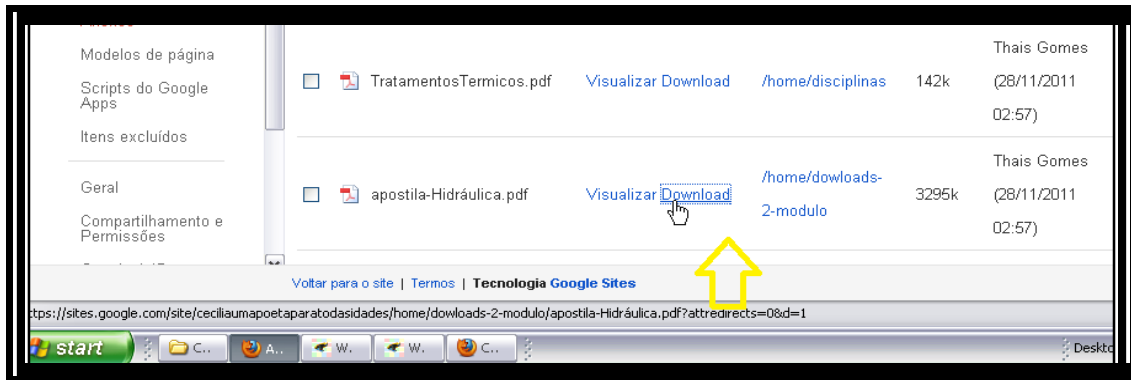 Modelos de página
Scripts do Google
Apps
Itens excluídos
Geral
Compartilhamento e
Permissões
TratamentosTermicos.pdf Visualizar Download /home/disciplinas 142k Thais Gomes
(28/11/2011
02:57)
apostila-Hidráulica.pdf Visualizar Download /home/dowloads-
2-modulo
3295k Thais Gomes
(28/11/2011
02:57)
Voltar para o site | Termos | Tecnologia Google Sites
ttps://sites.google.com/site/ceciliaumapoetaparatodasidades/home/dowloads-2-modulo/apostila-Hidráulica.pdf?attredirects=0&d=1
start C.. A.. W. W. C.. Deskto